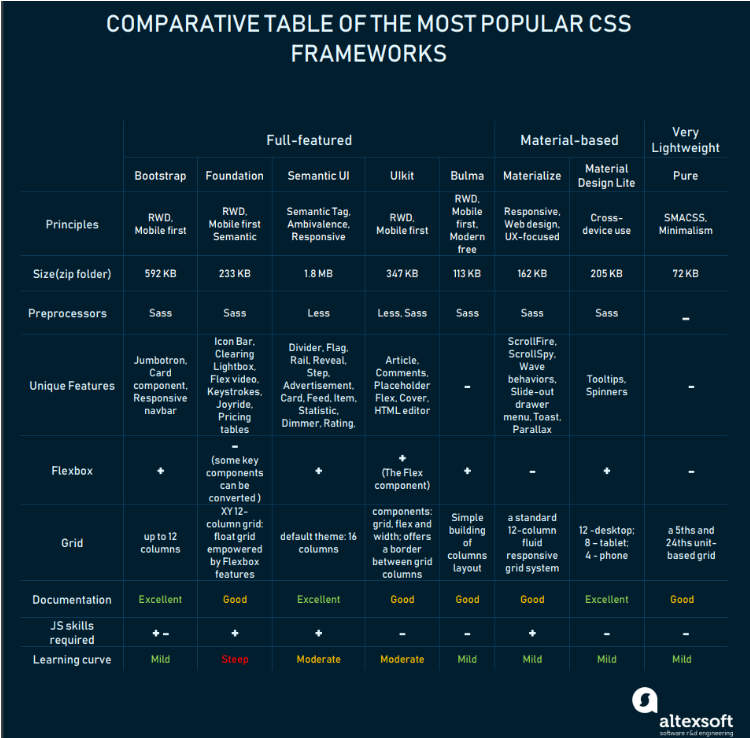 COMPARATIVE TABLE OF THE MOST POPULAR CSS
FRAMEWORKS
Full-featured
Material-based
Very
Lightweight
Bootstrap
Foundation
Semantic UI
UIkit
Bulma
Materialize
Material
Design Lite
Pure
Principles
RWD,
Mobile first
RWD,
Mobile first
Semantic
Semantic Tag,
Ambivalence,
Responsive
RWD,
Mobile first
RWD,
Mobile
first,
Modern
free
Responsive,
Web design,
UX-focused
Cross-
device use
SMACSS,
Minimalism
Size(zip folder)
592 KB
233 KB
1.8 MB
347 KB
113 KB
162 KB
205 KB
72 KB
Preprocessors
Sass
Sass
Less
Less, Sass
Sass
Sass
Sass
–
Unique Features
Jumbotron,
Card
component,
Responsive
navbar
Icon Bar,
Clearing
Lightbox,
Flex video,
Keystrokes,
Joyride,
Pricing
tables
Divider, Flag,
Rail, Reveal,
Step,
Advertisement,
Card, Feed, Item,
Statistic,
Dimmer, Rating,
Article,
Comments,
Placeholder
Flex, Cover,
HTML editor
-
ScrollFire,
ScrollSpy,
Wave
behaviors,
Slide-out
drawer
menu, Toast,
Parallax
Tooltips,
Spinners
-
Flexbox
+
–
(some key
components
can be
converted )
+
+
(The Flex
component)
+
-
+
-
Grid
up to 12
columns
XY 12-
column grid:
float grid
empowered
by Flexbox
features
default theme: 16
columns
components:
grid, flex and
width; offers
a border
between grid
columns
Simple
building
of
columns
layout
a standard
12-column
fluid
responsive
grid system
12 -desktop;
8 – tablet;
4 - phone
a 5ths and
24ths unit-
based grid
Documentation
Excellent
Good
Excellent
Good
Good
Good
Excellent
Good
JS skills
required
+ –
+
+
–
–
+
–
–
Learning curve
Mild
Steep
Moderate
Moderate
Mild
Mild
Mild
Mild
altexsoft
software r&d engineering